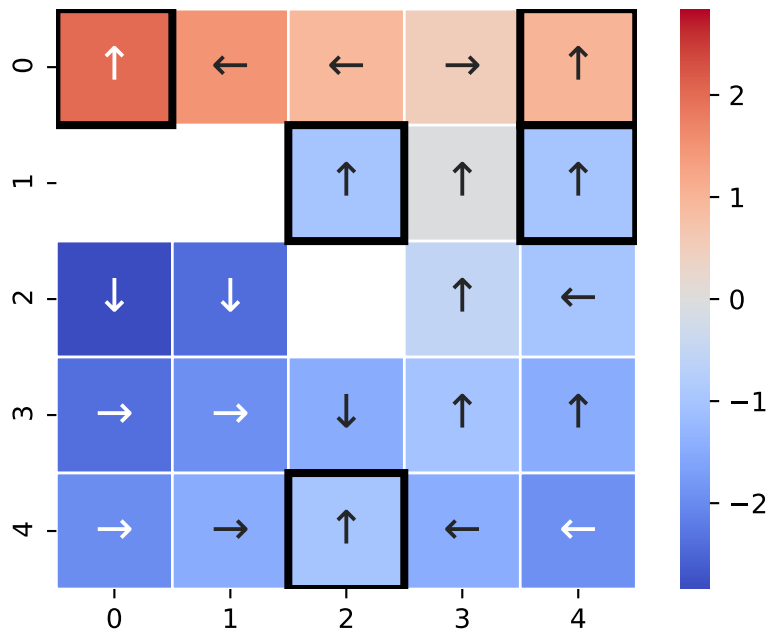 0 ↑ ← ← → ↑
1 ↑ ↑ ↑
2 ↓ ↓ ↑ ←
3 → → ↓ ↑ ↑
4 → → ↑ ← ←
0 1 2 3 4
2
1
0
−1
−2